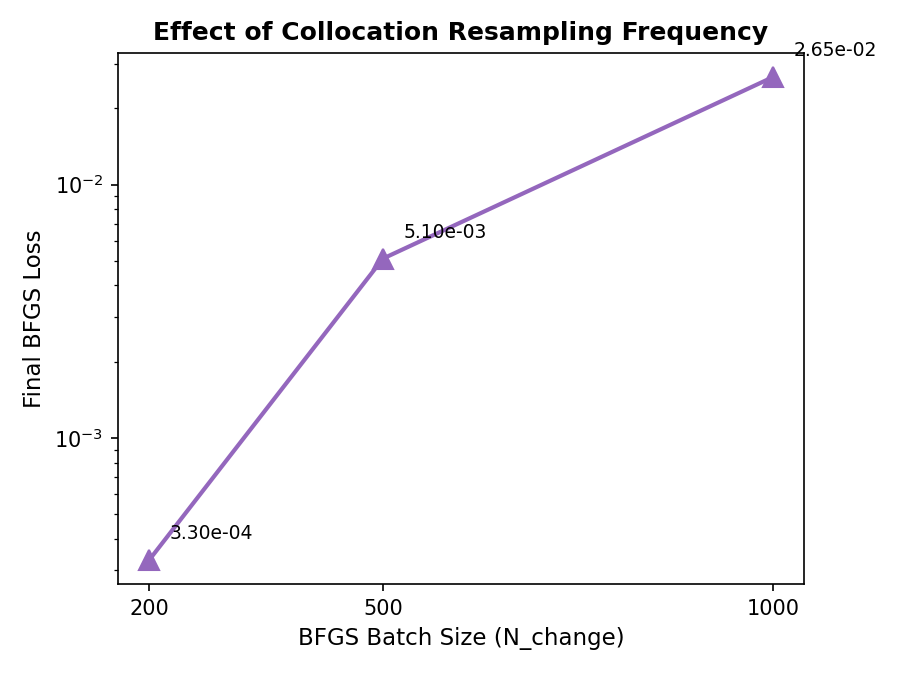 Effect of Collocation Resampling Frequency
2.65e-02
10⁻²
5.10e-03
Final BFGS Loss
10⁻³
3.30e-04
200
500
1000
BFGS Batch Size (N_change)